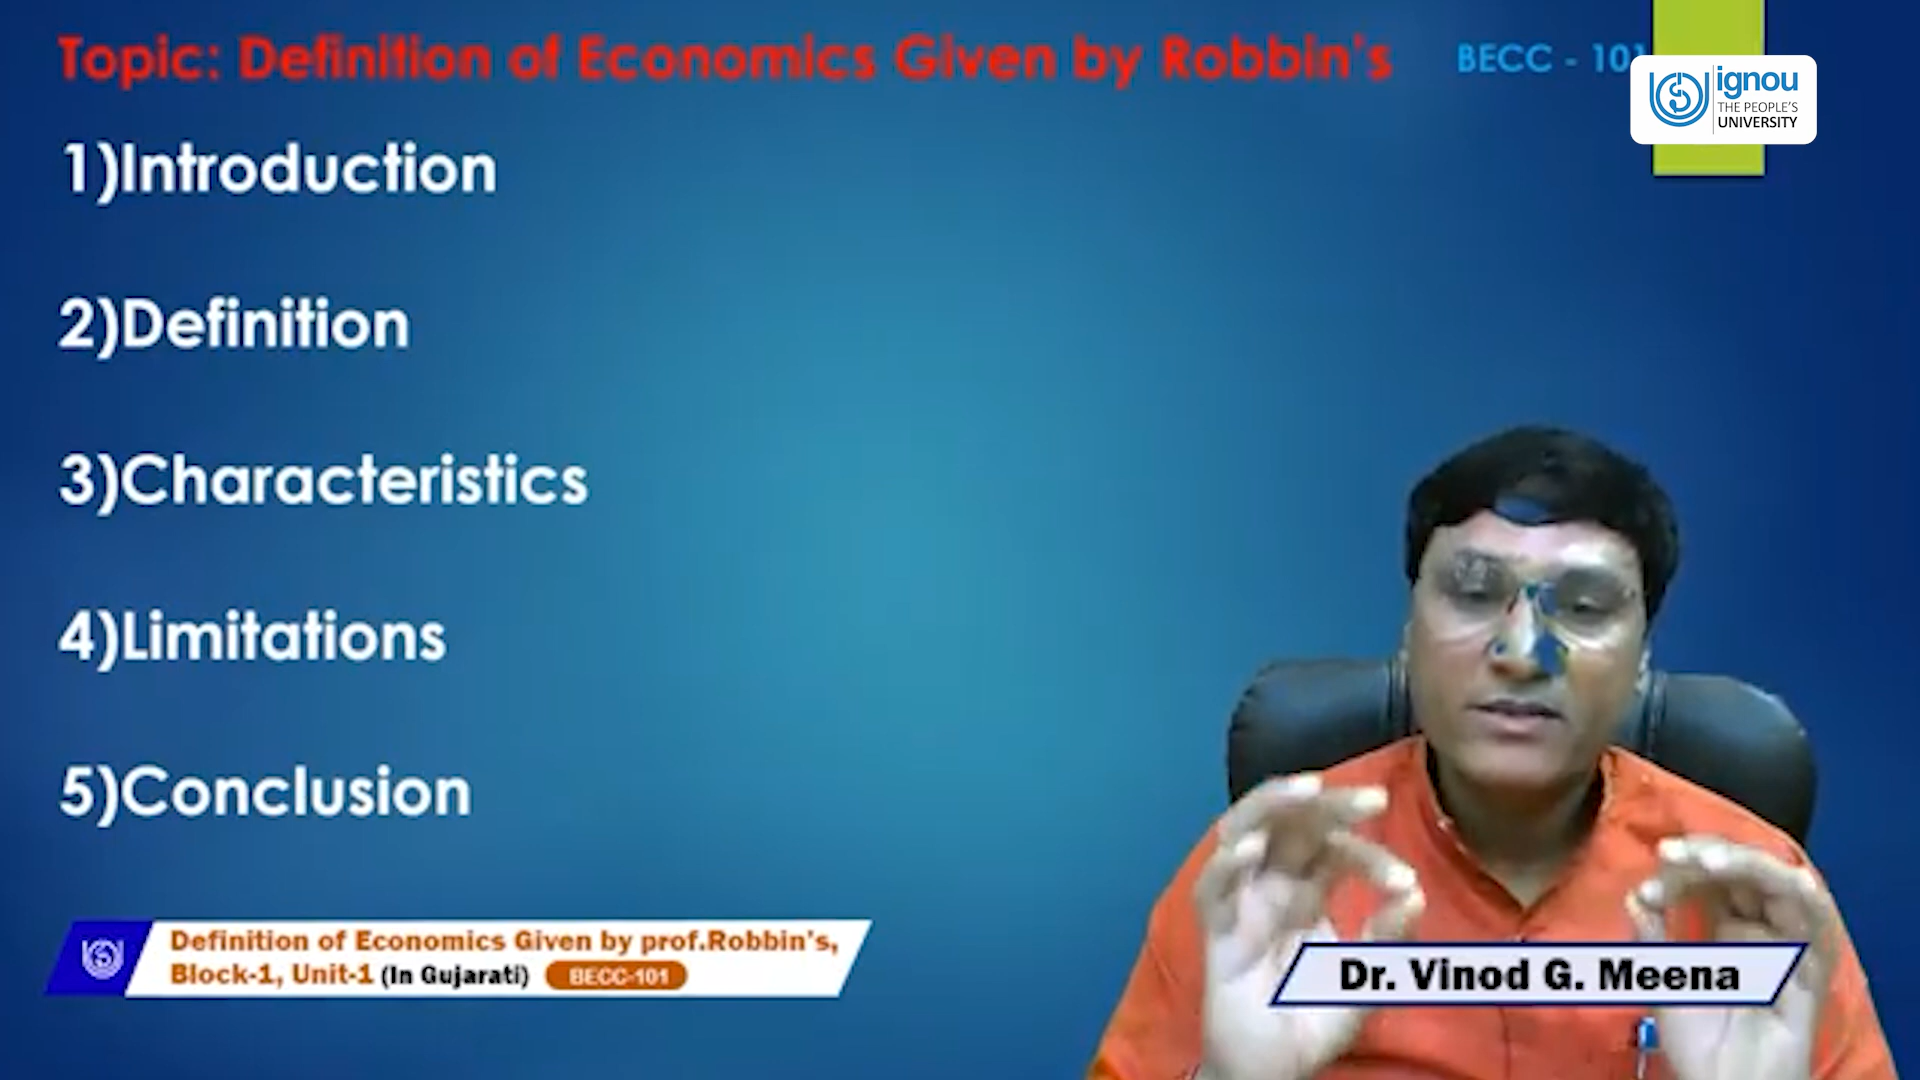 Topic: Definition of Economics Given by Robbin's
BECC - 101
ignou
THE PEOPLE'S
UNIVERSITY
1)Introduction
2)Definition
3)Characteristics
4)Limitations
5)Conclusion
Definition of Economics Given by prof.Robbin's,
Block-1, Unit-1 (In Gujarati) BECC-101
Dr. Vinod G. Meena